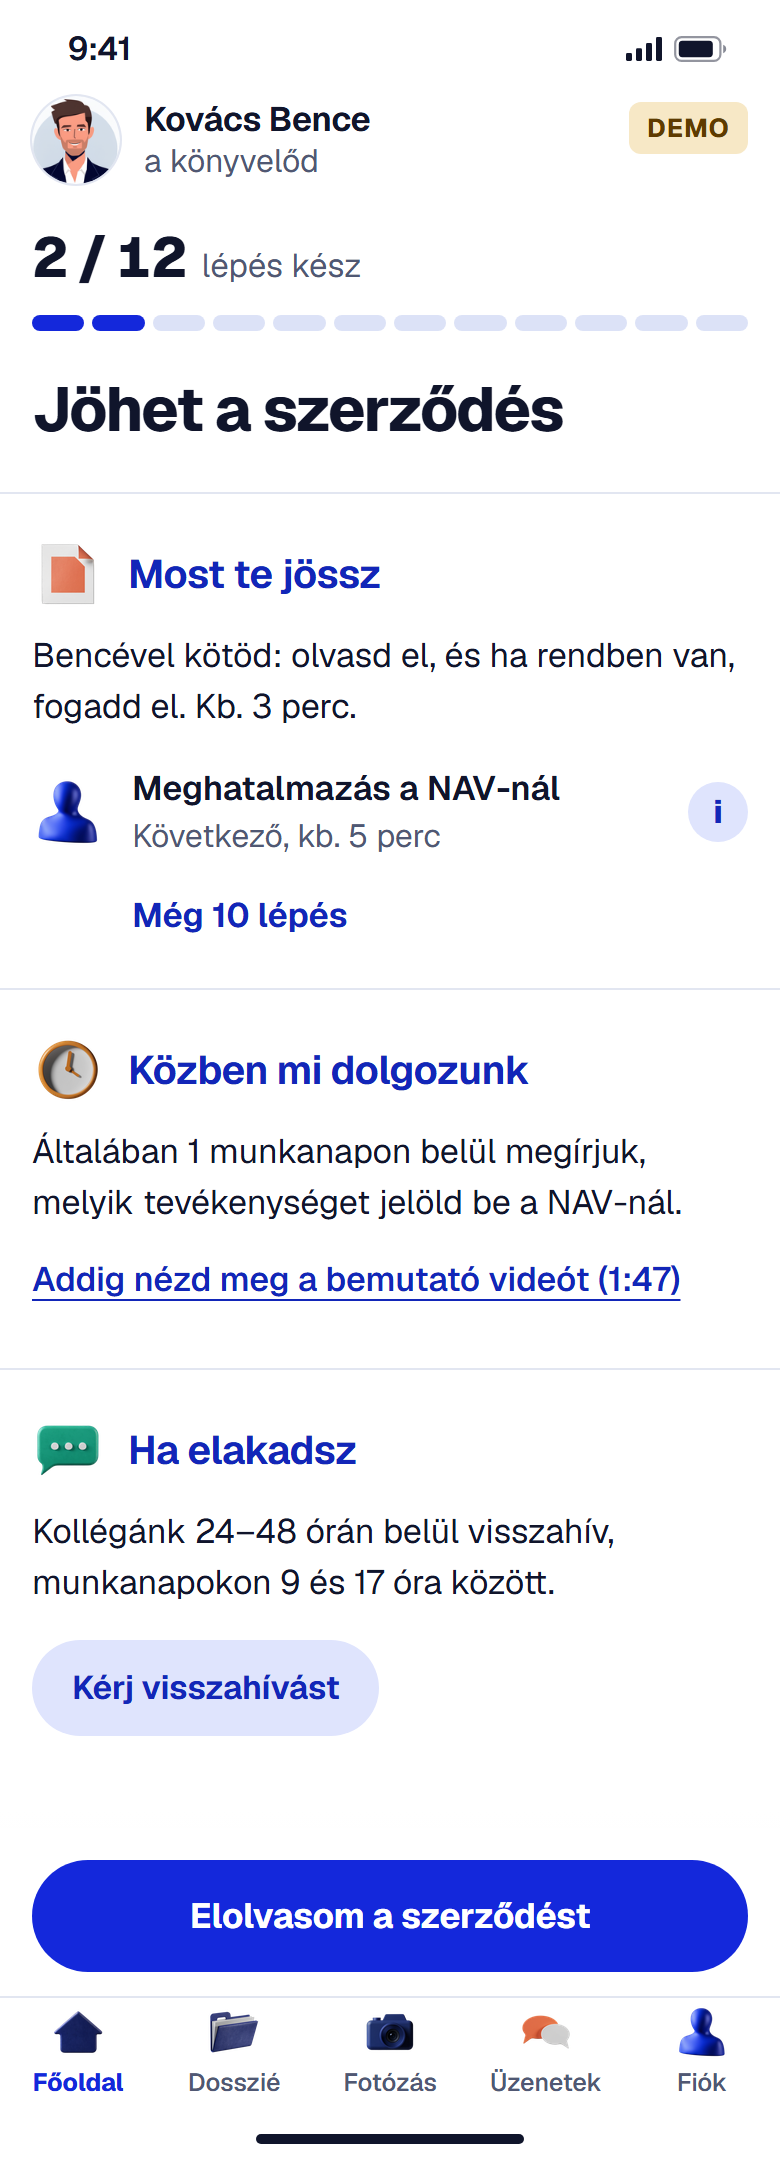 9:41
Kovács Bence
a könyvelőd
DEMO
2 / 12 lépés kész
Jöhet a szerződés
Most te jössz
Bencével kötöd: olvasd el, és ha rendben van,
fogadd el. Kb. 3 perc.
Meghatalmazás a NAV-nál
Következő, kb. 5 perc
i
Még 10 lépés
Közben mi dolgozunk
Általában 1 munkanapon belül megírjuk,
melyik tevékenységet jelöld be a NAV-nál.
Addig nézd meg a bemutató videót (1:47)
Ha elakadsz
Kollégánk 24–48 órán belül visszahív,
munkanapokon 9 és 17 óra között.
Kérj visszahívást
Elolvasom a szerződést
Főoldal
Dosszié
Fotózás
Üzenetek
Fiók